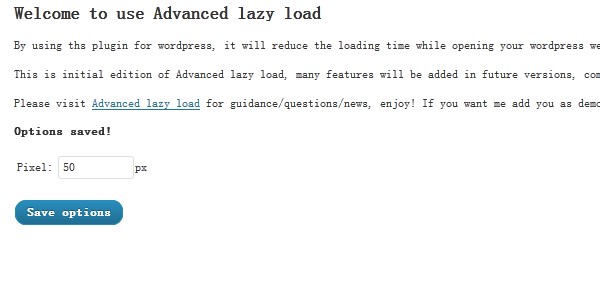 Welcome to use Advanced lazy load
By using ths plugin for wordpress, it will reduce the loading time while opening your wordpress we
This is initial edition of Advanced lazy load, many features will be added in future versions, com
Please visit Advanced lazy load for guidance/questions/news, enjoy! If you want me add you as demo
Options saved!
Pixel: 50 px
Save options